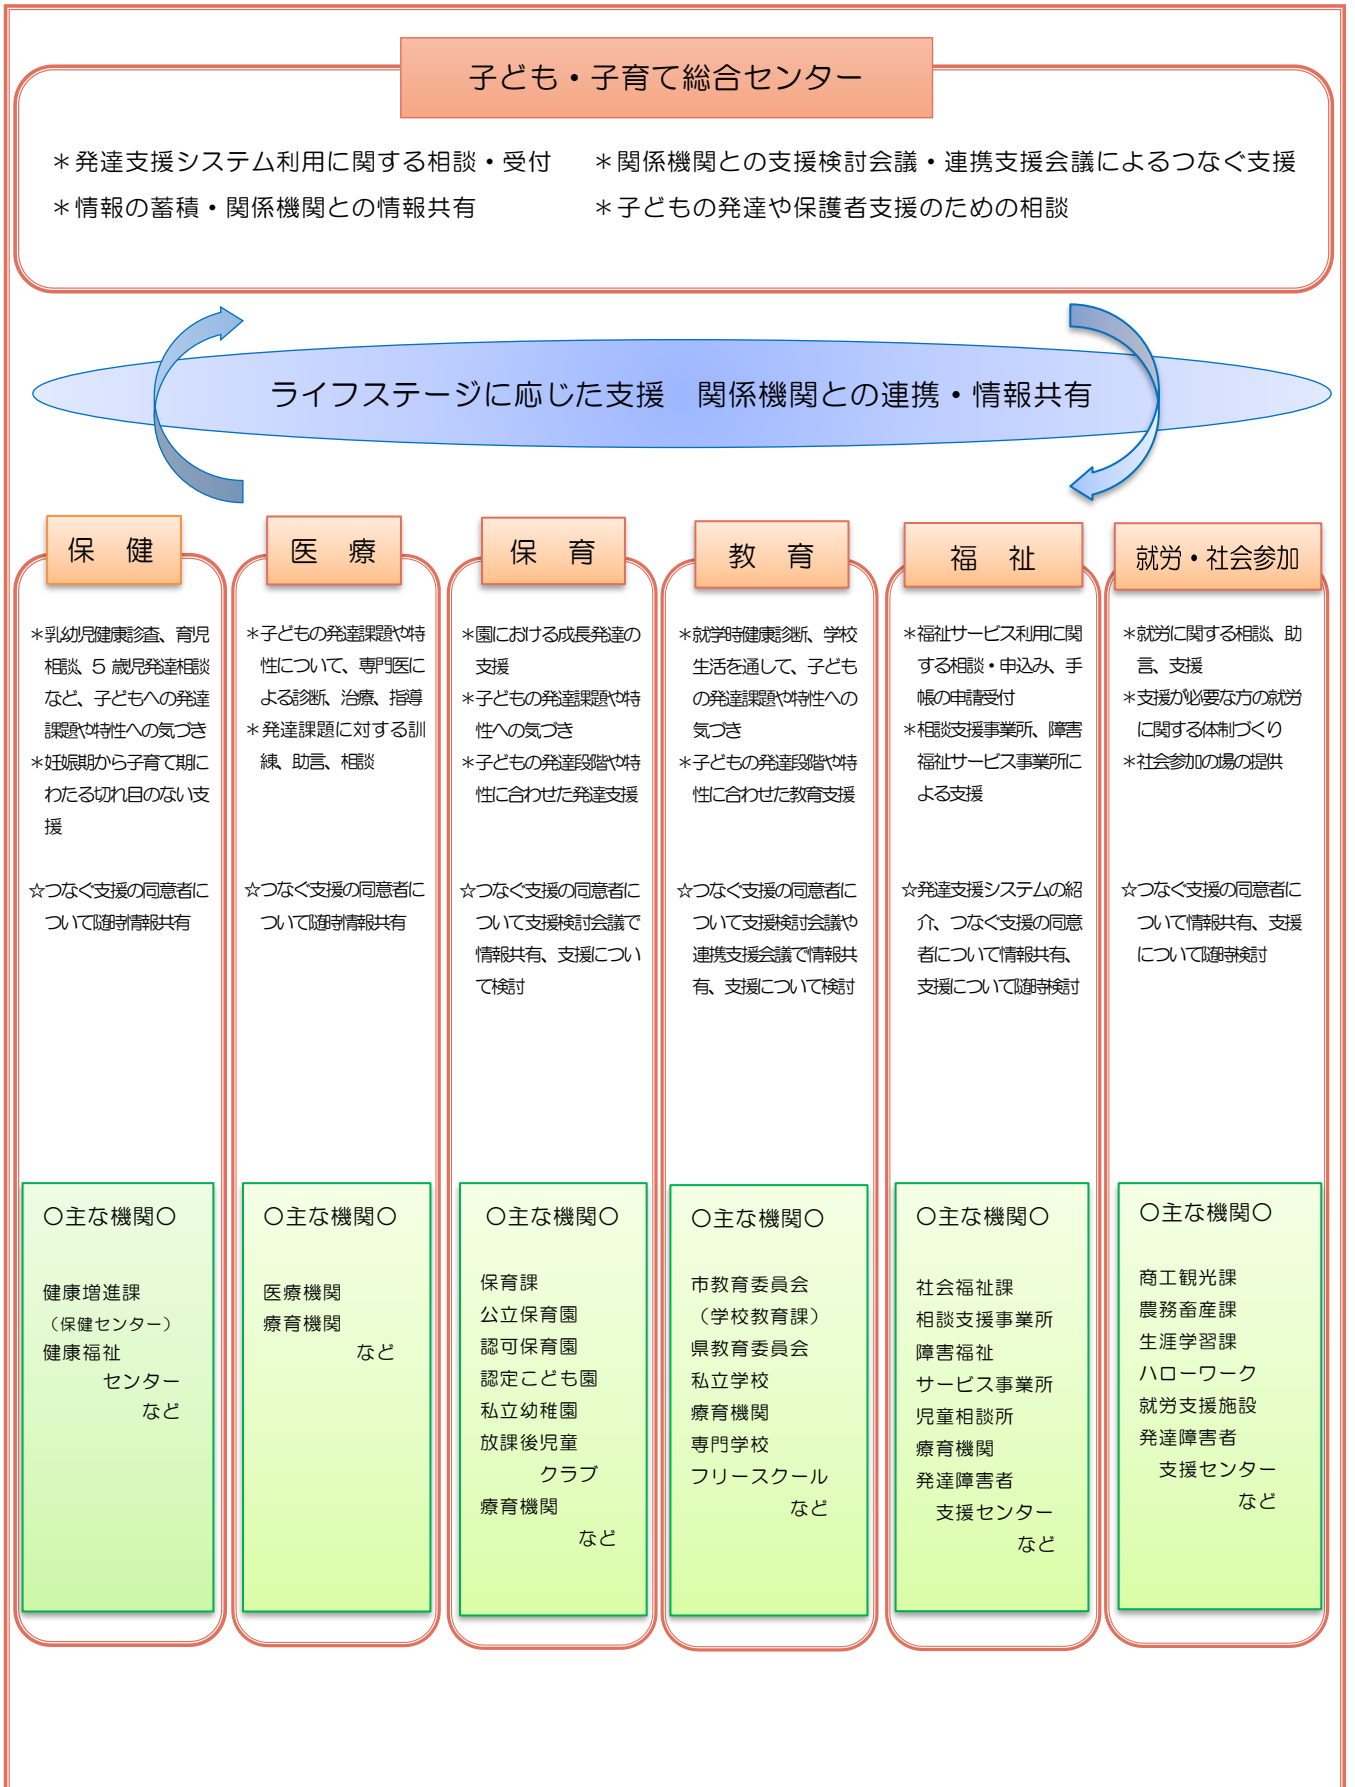 子ども・子育て総合センター
＊発達支援システム利用に関する相談・受付
＊関係機関との支援検討会議・連携支援会議によるつなぐ支援
＊情報の蓄積・関係機関との情報共有
＊子どもの発達や保護者支援のための相談
ライフステージに応じた支援　関係機関との連携・情報共有
保　健
＊乳幼児健康診査、育児
相談、５歳児発達相談
など、子どもへの発達
課題や特性への気づき
＊妊娠期から子育て期に
わたる切れ目のない支
援
☆つなぐ支援の同意者に
ついて随時情報共有
〇主な機関〇
健康増進課
（保健センター）
健康福祉
センター
など
医　療
＊子どもの発達課題や特
性について、専門医に
よる診断、治療、指導
＊発達課題に対する訓
練、助言、相談
☆つなぐ支援の同意者に
ついて随時情報共有
〇主な機関〇
医療機関
療育機関
など
保　育
＊園における成長発達の
支援
＊子どもの発達課題や特
性への気づき
＊子どもの発達段階や特
性に合わせた発達支援
☆つなぐ支援の同意者に
ついて支援検討会議で
情報共有、支援につい
て検討
〇主な機関〇
保育課
公立保育園
認可保育園
認定こども園
私立幼稚園
放課後児童
クラブ
療育機関
など
教　育
＊就学時健康診断、学校
生活を通して、子ども
の発達課題や特性への
気づき
＊子どもの発達段階や特
性に合わせた教育支援
☆つなぐ支援の同意者に
ついて支援検討会議や
連携支援会議で情報共
有、支援について検討
〇主な機関〇
市教育委員会
（学校教育課）
県教育委員会
私立学校
療育機関
専門学校
フリースクール
など
福　祉
＊福祉サービス利用に関
する相談・申込み、手
帳の申請受付
＊相談支援事業所、障害
福祉サービス事業所に
よる支援
☆発達支援システムの紹
介、つなぐ支援の同意
者について情報共有、
支援について随時検討
〇主な機関〇
社会福祉課
相談支援事業所
障害福祉
サービス事業所
児童相談所
療育機関
発達障害者
支援センター
など
就労・社会参加
＊就労に関する相談、助
言、支援
＊支援が必要な方の就労
に関する体制づくり
＊社会参加の場の提供
☆つなぐ支援の同意者に
ついて情報共有、支援
について随時検討
〇主な機関〇
商工観光課
農務畜産課
生涯学習課
ハローワーク
就労支援施設
発達障害者
支援センター
など